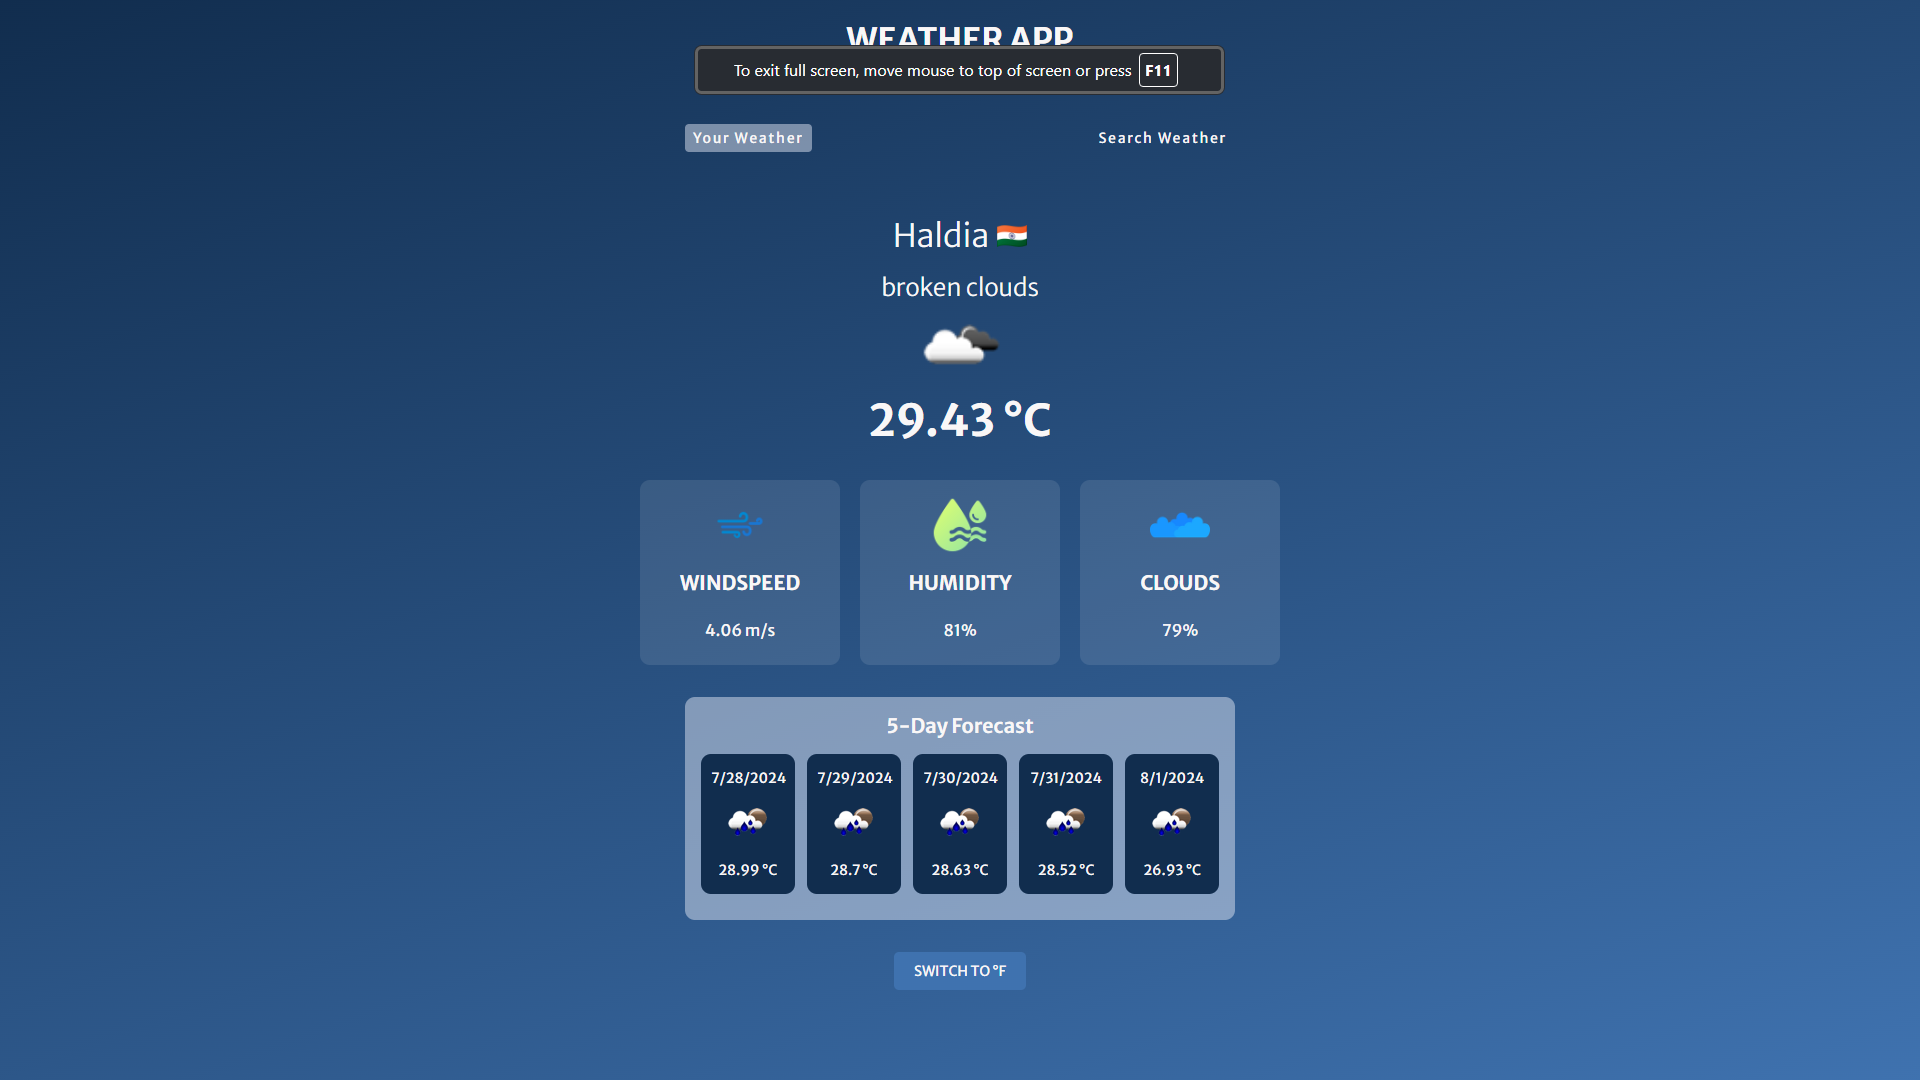 WEATHER APP
To exit full screen, move mouse to top of screen or press F11
Your Weather Search Weather
Haldia
broken clouds
29.43 °C
WINDSPEED HUMIDITY CLOUDS
4.06 m/s 81% 79%
5-Day Forecast
7/28/2024 7/29/2024 7/30/2024 7/31/2024 8/1/2024
28.99 °C 28.7 °C 28.63 °C 28.52 °C 26.93 °C
SWITCH TO °F